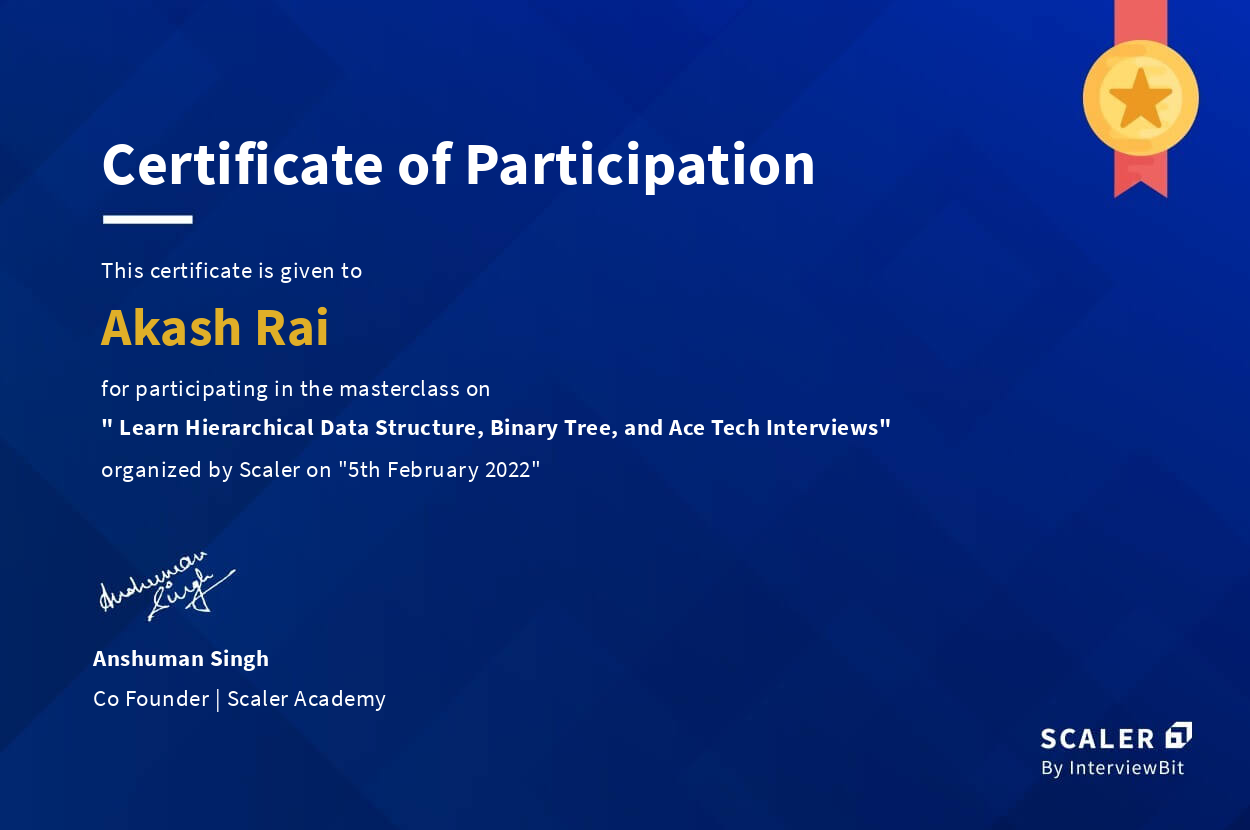 Certificate of Participation
This certificate is given to
Akash Rai
for participating in the masterclass on
" Learn Hierarchical Data Structure, Binary Tree, and Ace Tech Interviews"
organized by Scaler on "5th February 2022"
Anshuman
Singh
Anshuman Singh
Co Founder | Scaler Academy
SCALER
By InterviewBit